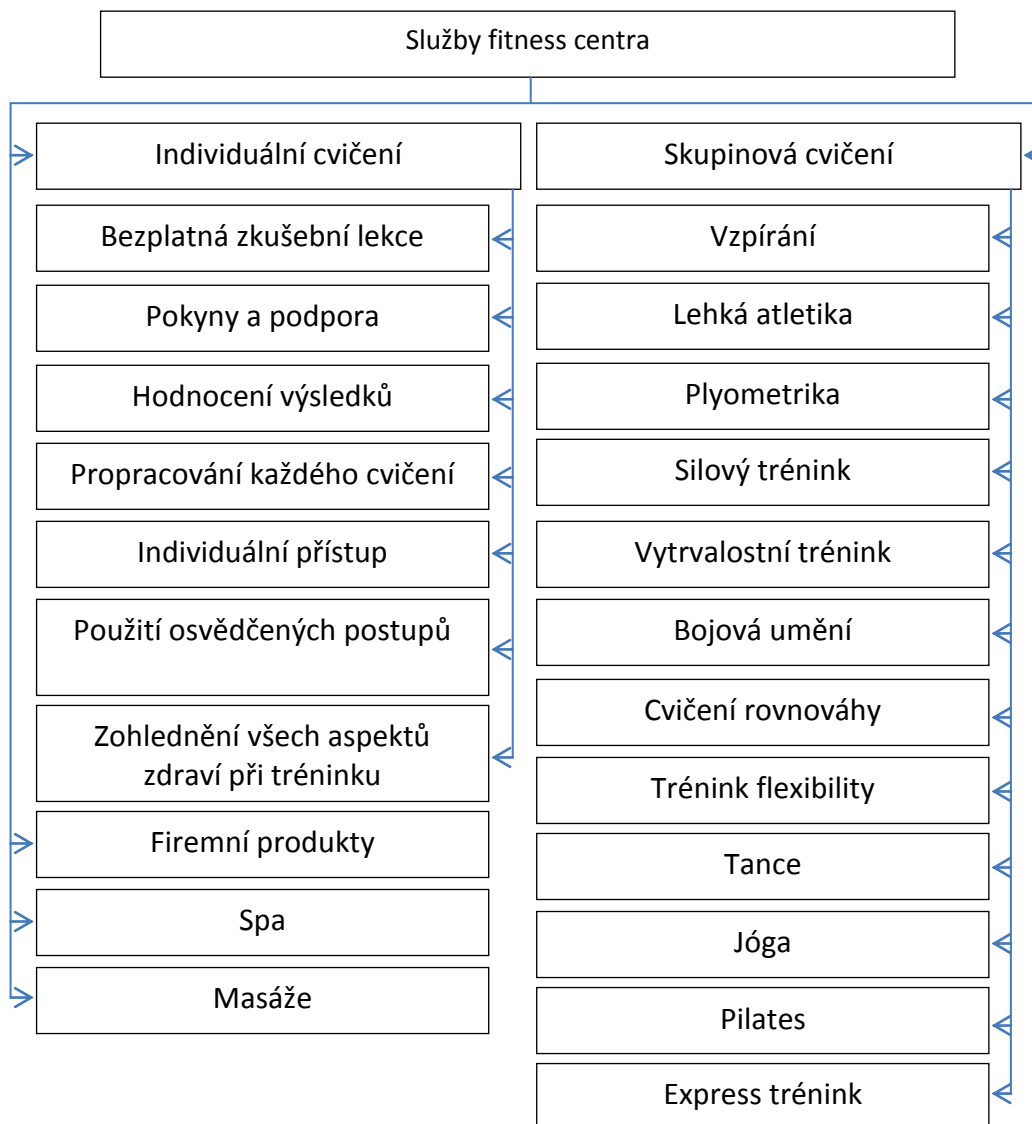 Služby fitness centra
Individuální cvičení
Bezplatná zkušební lekce
Pokyny a podpora
Hodnocení výsledků
Propracování každého cvičení
Individuální přístup
Použití osvědčených postupů
Zohlednění všech aspektů
zdraví při tréninku
Firemní produkty
Spa
Masáže
Skupinová cvičení
Vzpírání
Lehká atletika
Plyometrika
Silový trénink
Vytrvalostní trénink
Bojová umění
Cvičení rovnováhy
Trénink flexibility
Tance
Jóga
Pilates
Express trénink